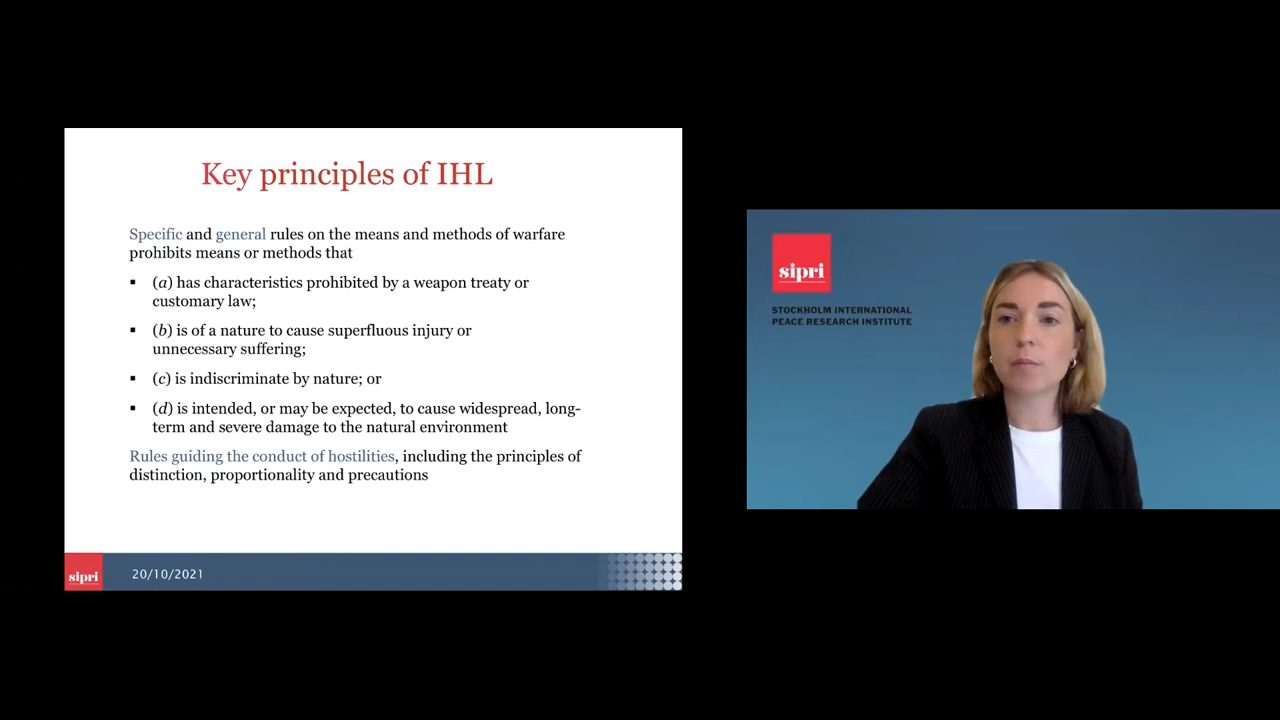 Key principles of IHL
Specific and general rules on the means and methods of warfare
prohibits means or methods that
▪ (a) has characteristics prohibited by a weapon treaty or
customary law;
▪ (b) is of a nature to cause superfluous injury or
unnecessary suffering;
▪ (c) is indiscriminate by nature; or
▪ (d) is intended, or may be expected, to cause widespread, long-
term and severe damage to the natural environment
Rules guiding the conduct of hostilities, including the principles of
distinction, proportionality and precautions
sipri
20/10/2021
sipri
STOCKHOLM INTERNATIONAL
PEACE RESEARCH INSTITUTE